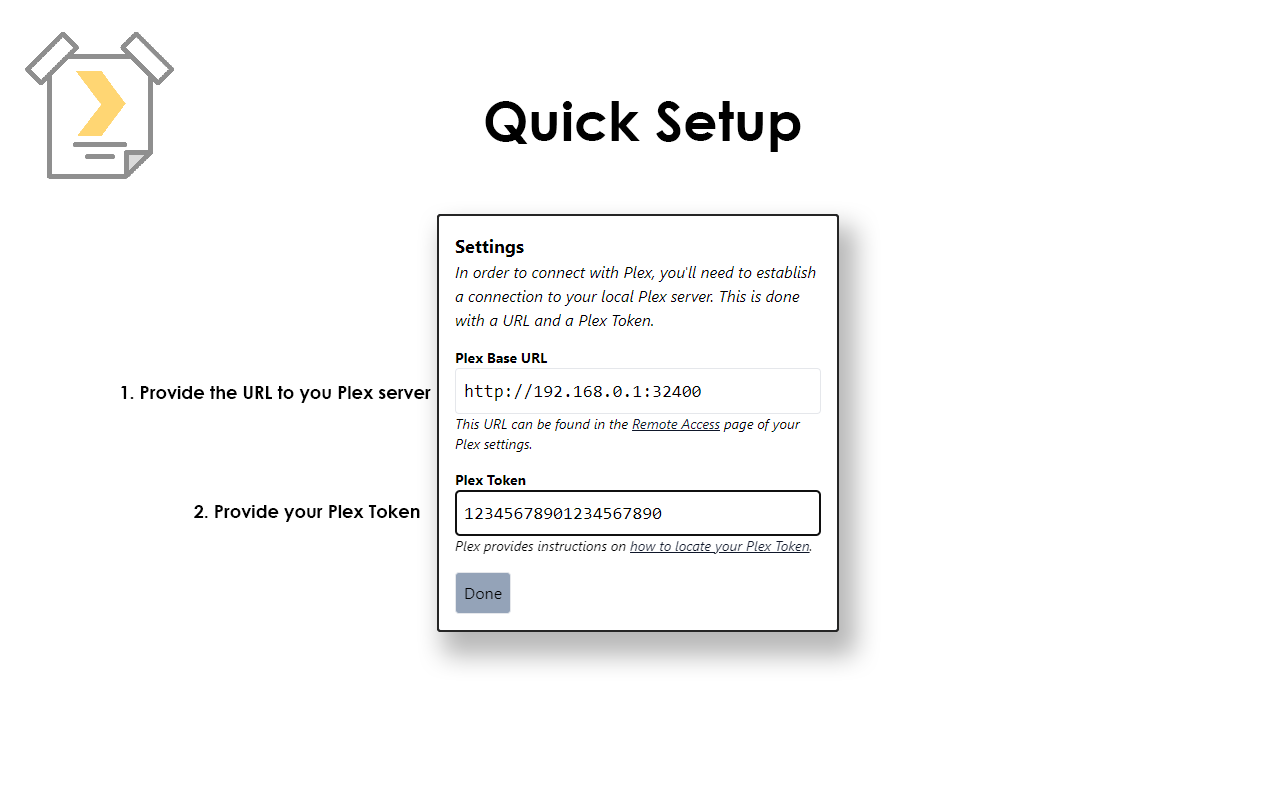 Quick Setup
Settings
In order to connect with Plex, you'll need to establish
a connection to your local Plex server. This is done
with a URL and a Plex Token.
Plex Base URL
1. Provide the URL to you Plex server
http://192.168.0.1:32400
This URL can be found in the Remote Access page of your
Plex settings.
Plex Token
2. Provide your Plex Token
12345678901234567890
Plex provides instructions on how to locate your Plex Token.
Done